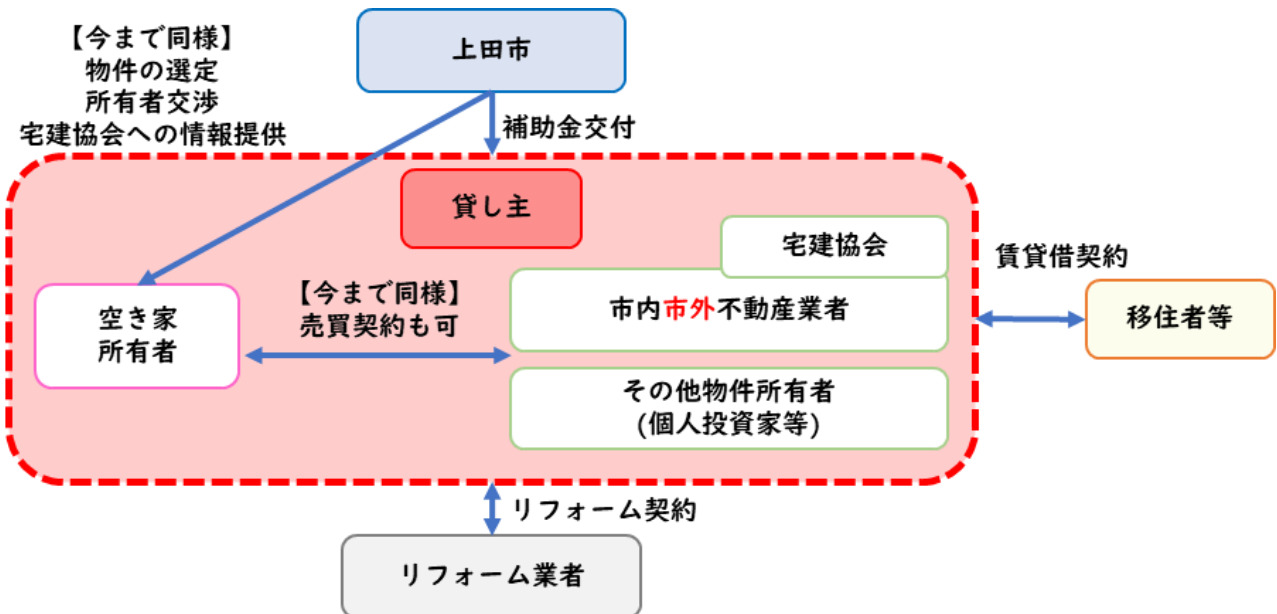 【今まで同様】
物件の選定
所有者交渉
宅建協会への情報提供
上田市
補助金交付
貸し主
宅建協会
市内市外不動産業者
その他物件所有者
(個人投資家等)
空き家
所有者
【今まで同様】
売買契約も可
賃貸借契約
移住者等
リフォーム契約
リフォーム業者